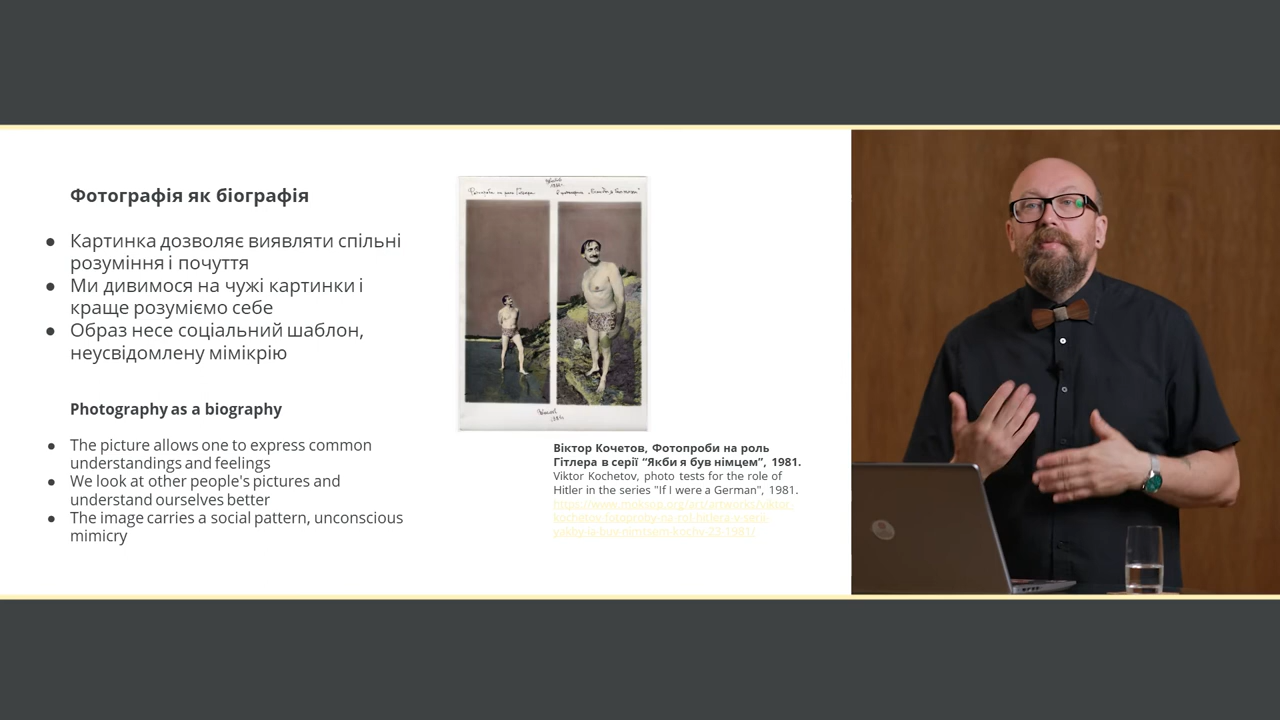 Фотографія як біографія
● Картинка дозволяє виявляти спільні
розуміння і почуття
● Ми дивимося на чужі картинки і
краще розуміємо себе
● Образ несе соціальний шаблон,
неусвідомлену мімікрію
Photography as a biography
● The picture allows one to express common
understandings and feelings
● We look at other people's pictures and
understand ourselves better
● The image carries a social pattern, unconscious
mimicry
Віктор Кочетов, Фотопроби на роль
Гітлера в серії “Якби я був німцем”, 1981.
Viktor Kochetov, photo tests for the role of
Hitler in the series "If I were a German", 1981.